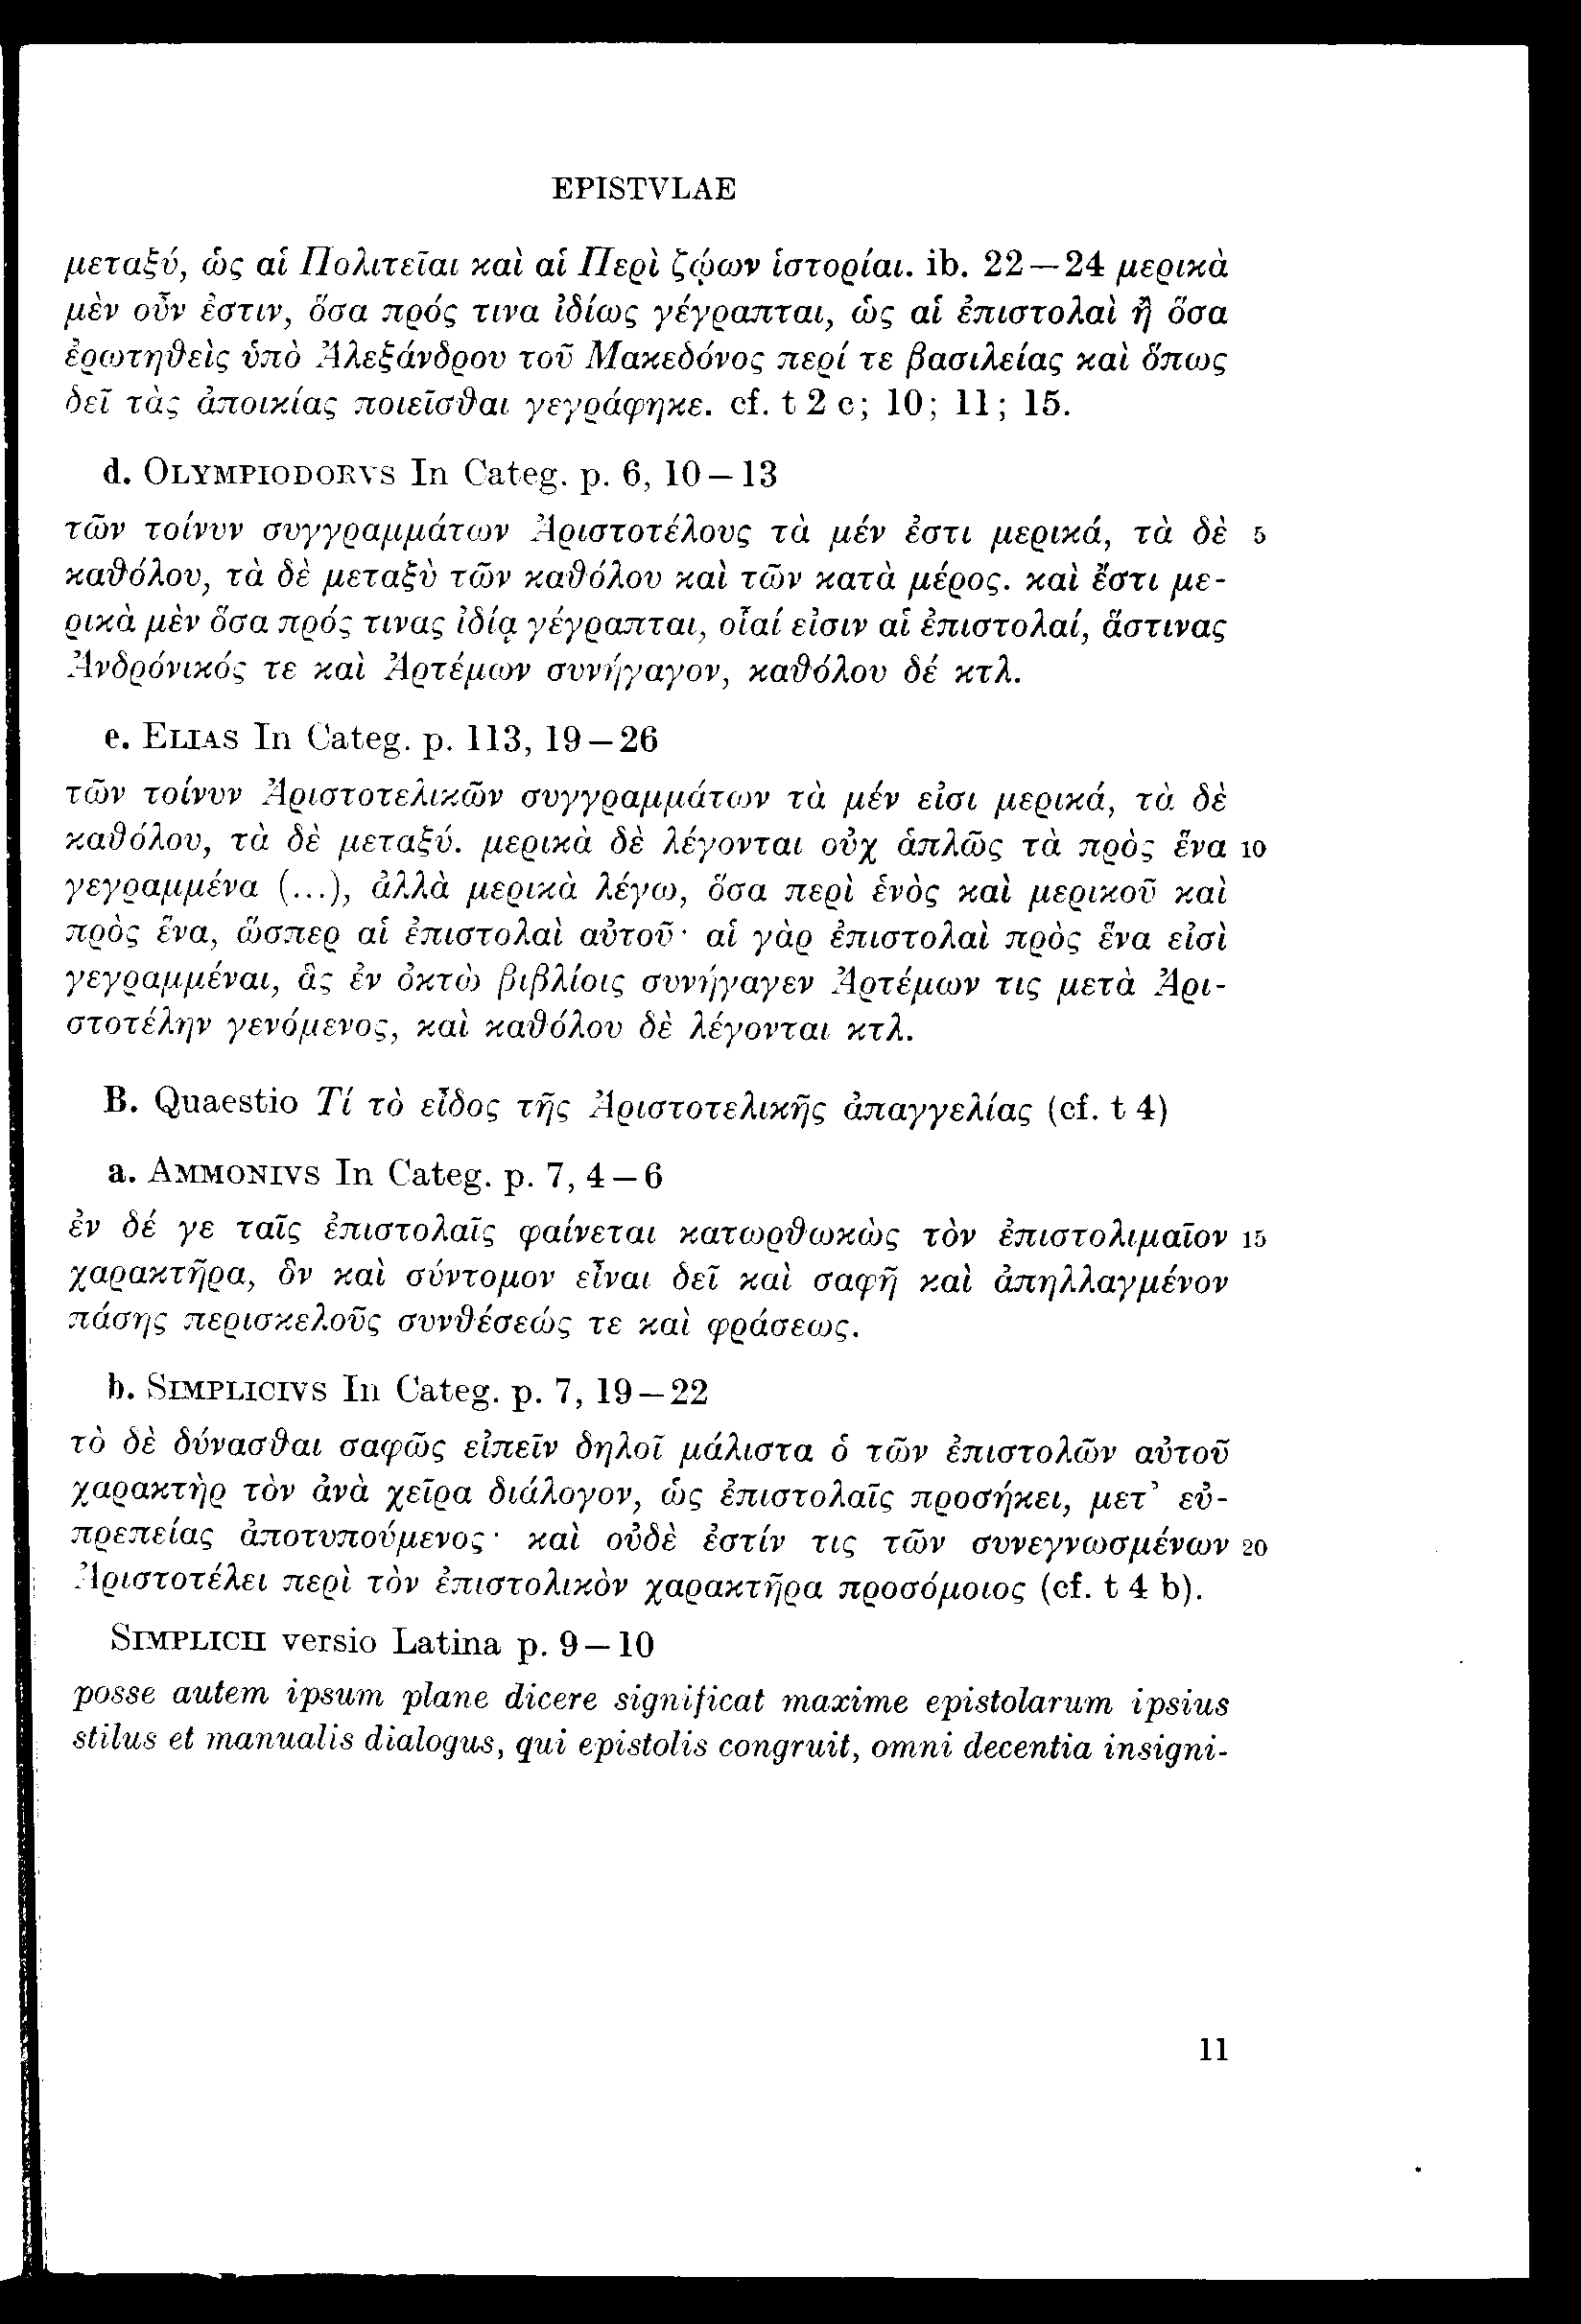 EPISTVLAE
μεταξύ, ὡς αἱ Πολιτεῖαι καὶ αἱ Περὶ ζῴων ἱστορίαι. ib. 22—24 μερικὰ
μὲν οὖν ἐστιν, ὅσα πρός τινα ἰδίως γέγραπται, ὡς αἱ ἐπιστολαὶ ἢ ὅσα
ἐρωτηθεὶς ὑπὸ Ἀλεξάνδρου τοῦ Μακεδόνος περί τε βασιλείας καὶ ὅπως
δεῖ τὰς ἀποικίας ποιεῖσθαι γεγράφηκε. cf. t 2 c; 10; 11; 15.
d. OLYMPIODORVS In Categ. p. 6, 10—13
τῶν τοίνυν συγγραμμάτων Ἀριστοτέλους τὰ μέν ἐστι μερικά, τὰ δὲ 5
καθόλου, τὰ δὲ μεταξὺ τῶν καθόλου καὶ τῶν κατὰ μέρος. καὶ ἔστι με-
ρικὰ μὲν ὅσα πρός τινας ἰδίᾳ γέγραπται, οἷαί εἰσιν αἱ ἐπιστολαί, ἅστινας
Ἀνδρόνικός τε καὶ Ἀρτέμων συνήγαγον, καθόλου δέ κτλ.
e. ELIAS In Categ. p. 113, 19—26
τῶν τοίνυν Ἀριστοτελικῶν συγγραμμάτων τὰ μέν εἰσι μερικά, τὰ δὲ
καθόλου, τὰ δὲ μεταξύ. μερικὰ δὲ λέγονται οὐχ ἁπλῶς τὰ πρὸς ἕνα 10
γεγραμμένα (...), ἀλλὰ μερικὰ λέγω, ὅσα περὶ ἑνὸς καὶ μερικοῦ καὶ
πρὸς ἕνα, ὥσπερ αἱ ἐπιστολαὶ αὐτοῦ· αἱ γὰρ ἐπιστολαὶ πρὸς ἕνα εἰσὶ
γεγραμμέναι, ἃς ἐν ὀκτὼ βιβλίοις συνήγαγεν Ἀρτέμων τις μετὰ Ἀρι-
στοτέλην γενόμενος, καὶ καθόλου δὲ λέγονται κτλ.
B. Quaestio Τί τὸ εἶδος τῆς Ἀριστοτελικῆς ἀπαγγελίας (cf. t 4)
a. AMMONIVS In Categ. p. 7, 4—6
ἐν δέ γε ταῖς ἐπιστολαῖς φαίνεται κατωρθωκὼς τὸν ἐπιστολιμαῖον 15
χαρακτῆρα, ὃν καὶ σύντομον εἶναι δεῖ καὶ σαφῆ καὶ ἀπηλλαγμένον
πάσης περισκελοῦς συνθέσεώς τε καὶ φράσεως.
b. SIMPLICIVS In Categ. p. 7, 19—22
τὸ δὲ δύνασθαι σαφῶς εἰπεῖν δηλοῖ μάλιστα ὁ τῶν ἐπιστολῶν αὐτοῦ
χαρακτὴρ τὸν ἀνὰ χεῖρα διάλογον, ὡς ἐπιστολαῖς προσήκει, μετ’ εὐ-
πρεπείας ἀποτυπούμενος· καὶ οὐδὲ ἐστίν τις τῶν συνεγνωσμένων 20
Ἀριστοτέλει περὶ τὸν ἐπιστολικὸν χαρακτῆρα προσόμοιος (cf. t 4 b).
SIMPLICII versio Latina p. 9—10
posse autem ipsum plane dicere significat maxime epistolarum ipsius
stilus et manualis dialogus, qui epistolis congruit, omni decentia insigni-
11